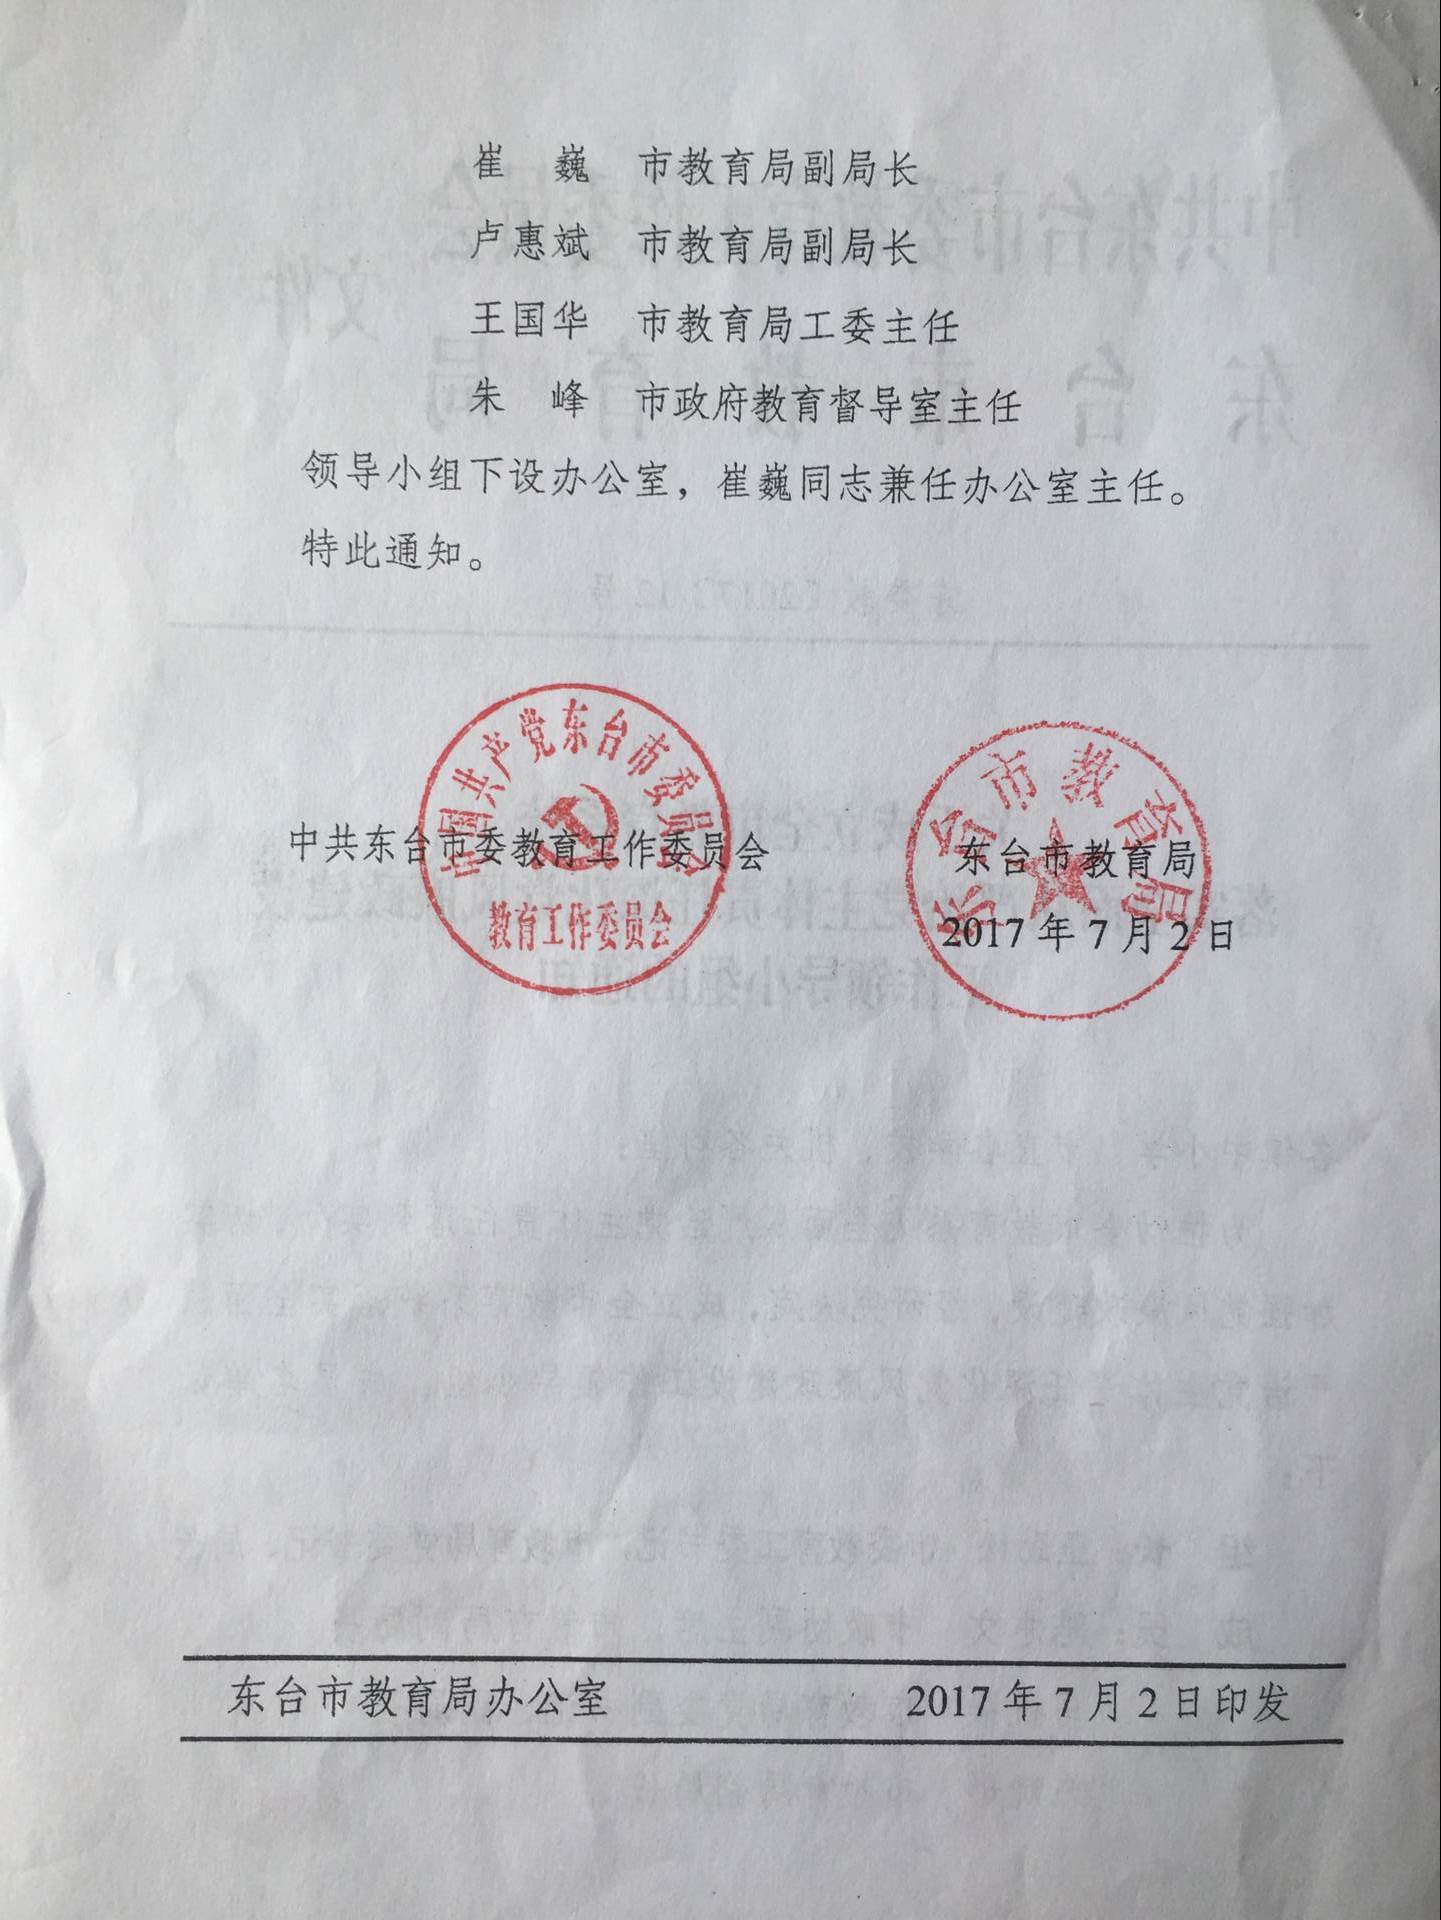 崔　巍　市教育局副局长
卢惠斌　市教育局副局长
王国华　市教育局工委主任
朱　峰　市政府教育督导室主任
领导小组下设办公室，崔巍同志兼任办公室主任。
特此通知。
中国共产党东台市委员会
教育工作委员会
东台市教育局
中共东台市委教育工作委员会　东台市教育局
2017年7月2日
东台市教育局办公室　2017年7月2日印发